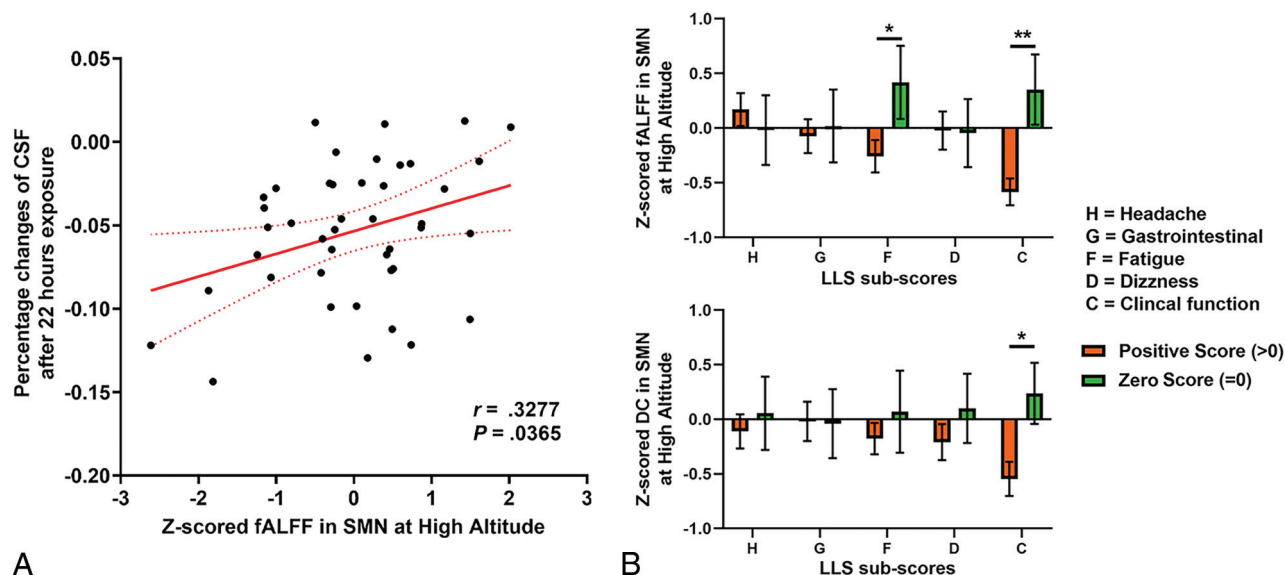 0.05
0.00
-0.05
-0.10
-0.15
-0.20
Percentage changes of CSF
after 22 hours exposure
r = .3277
P = .0365
-3 -2 -1 0 1 2 3
Z-scored fALFF in SMN at High Altitude
A
1.0
0.5
0.0
-0.5
-1.0
Z-scored fALFF in SMN
at High Altitude
* **
H G F D C
LLS sub-scores
1.0
0.5
0.0
-0.5
-1.0
Z-scored DC in SMN
at High Altitude
*
H G F D C
LLS sub-scores
B
H = Headache
G = Gastrointestinal
F = Fatigue
D = Dizzness
C = Clincal function
Positive Score (>0)
Zero Score (=0)